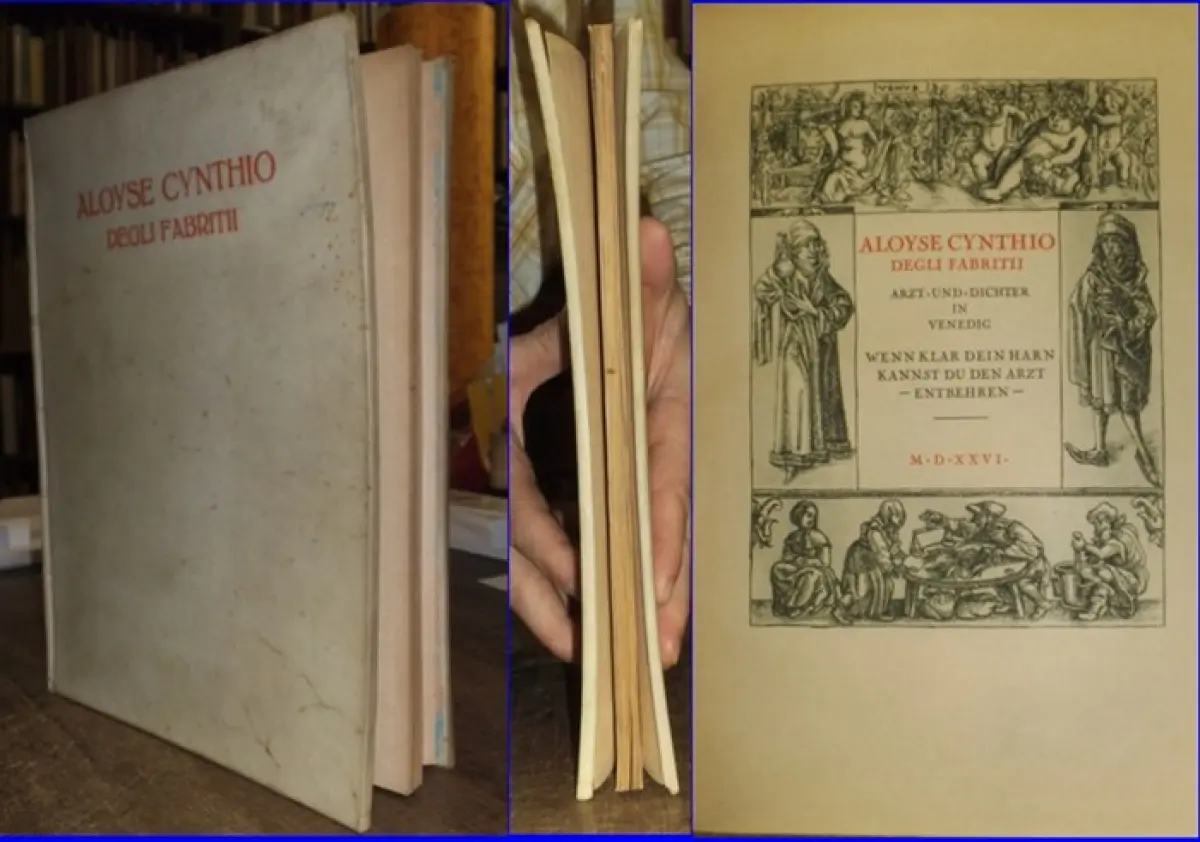 ALOYSE CYNTHIO
DEGLI FABRITII
VENUS
ALOYSE CYNTHIO
DEGLI FABRITII
ARZT-UND-DICHTER
IN
VENEDIG
WENN KLAR DEIN HARN
KANNST DU DEN ARZT
— ENTBEHREN —
M·D·XXVI·